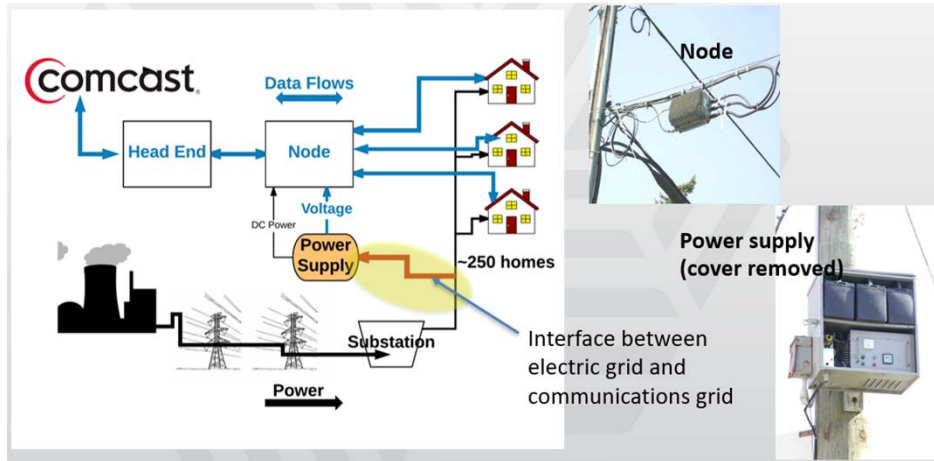 comcast®
Data Flows
Head End
Node
DC Power
Voltage
Power
Supply
~250 homes
Substation
Power
Interface between
electric grid and
communications grid
Node
Power supply
(cover removed)